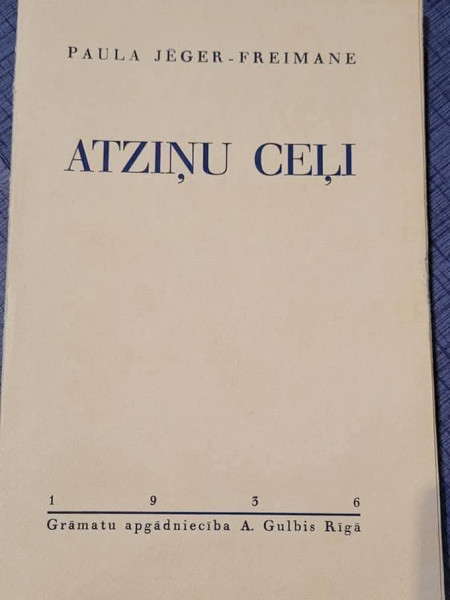 PAULA JĒGER-FREIMANE
ATZIŅU CEĻI
1 9 3 6
Grāmatu apgādniecība A. Gulbis Rīgā